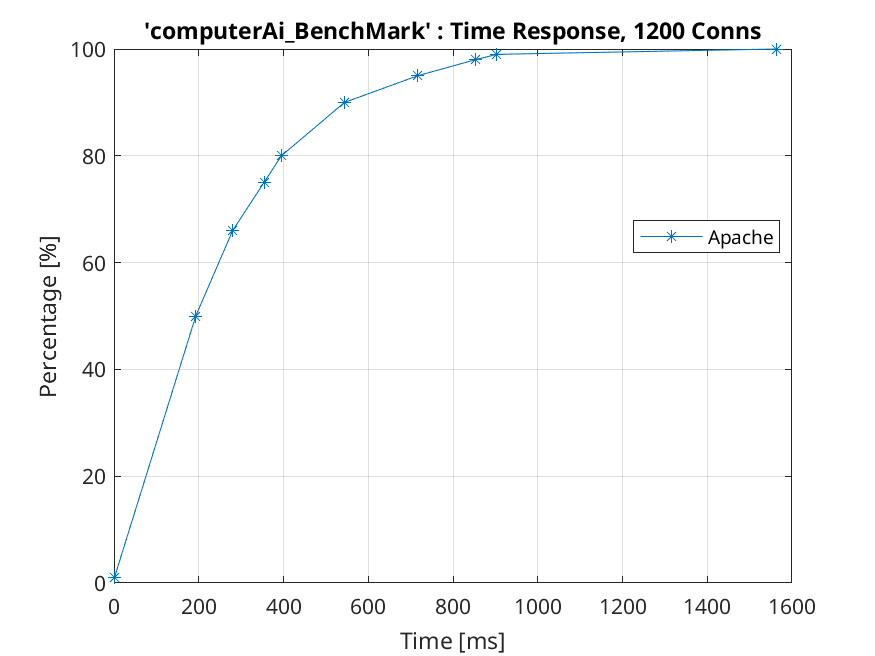 'computerAi_BenchMark' : Time Response, 1200 Conns
100
80
60
40
20
0
Percentage [%]
Apache
0 200 400 600 800 1000 1200 1400 1600
Time [ms]